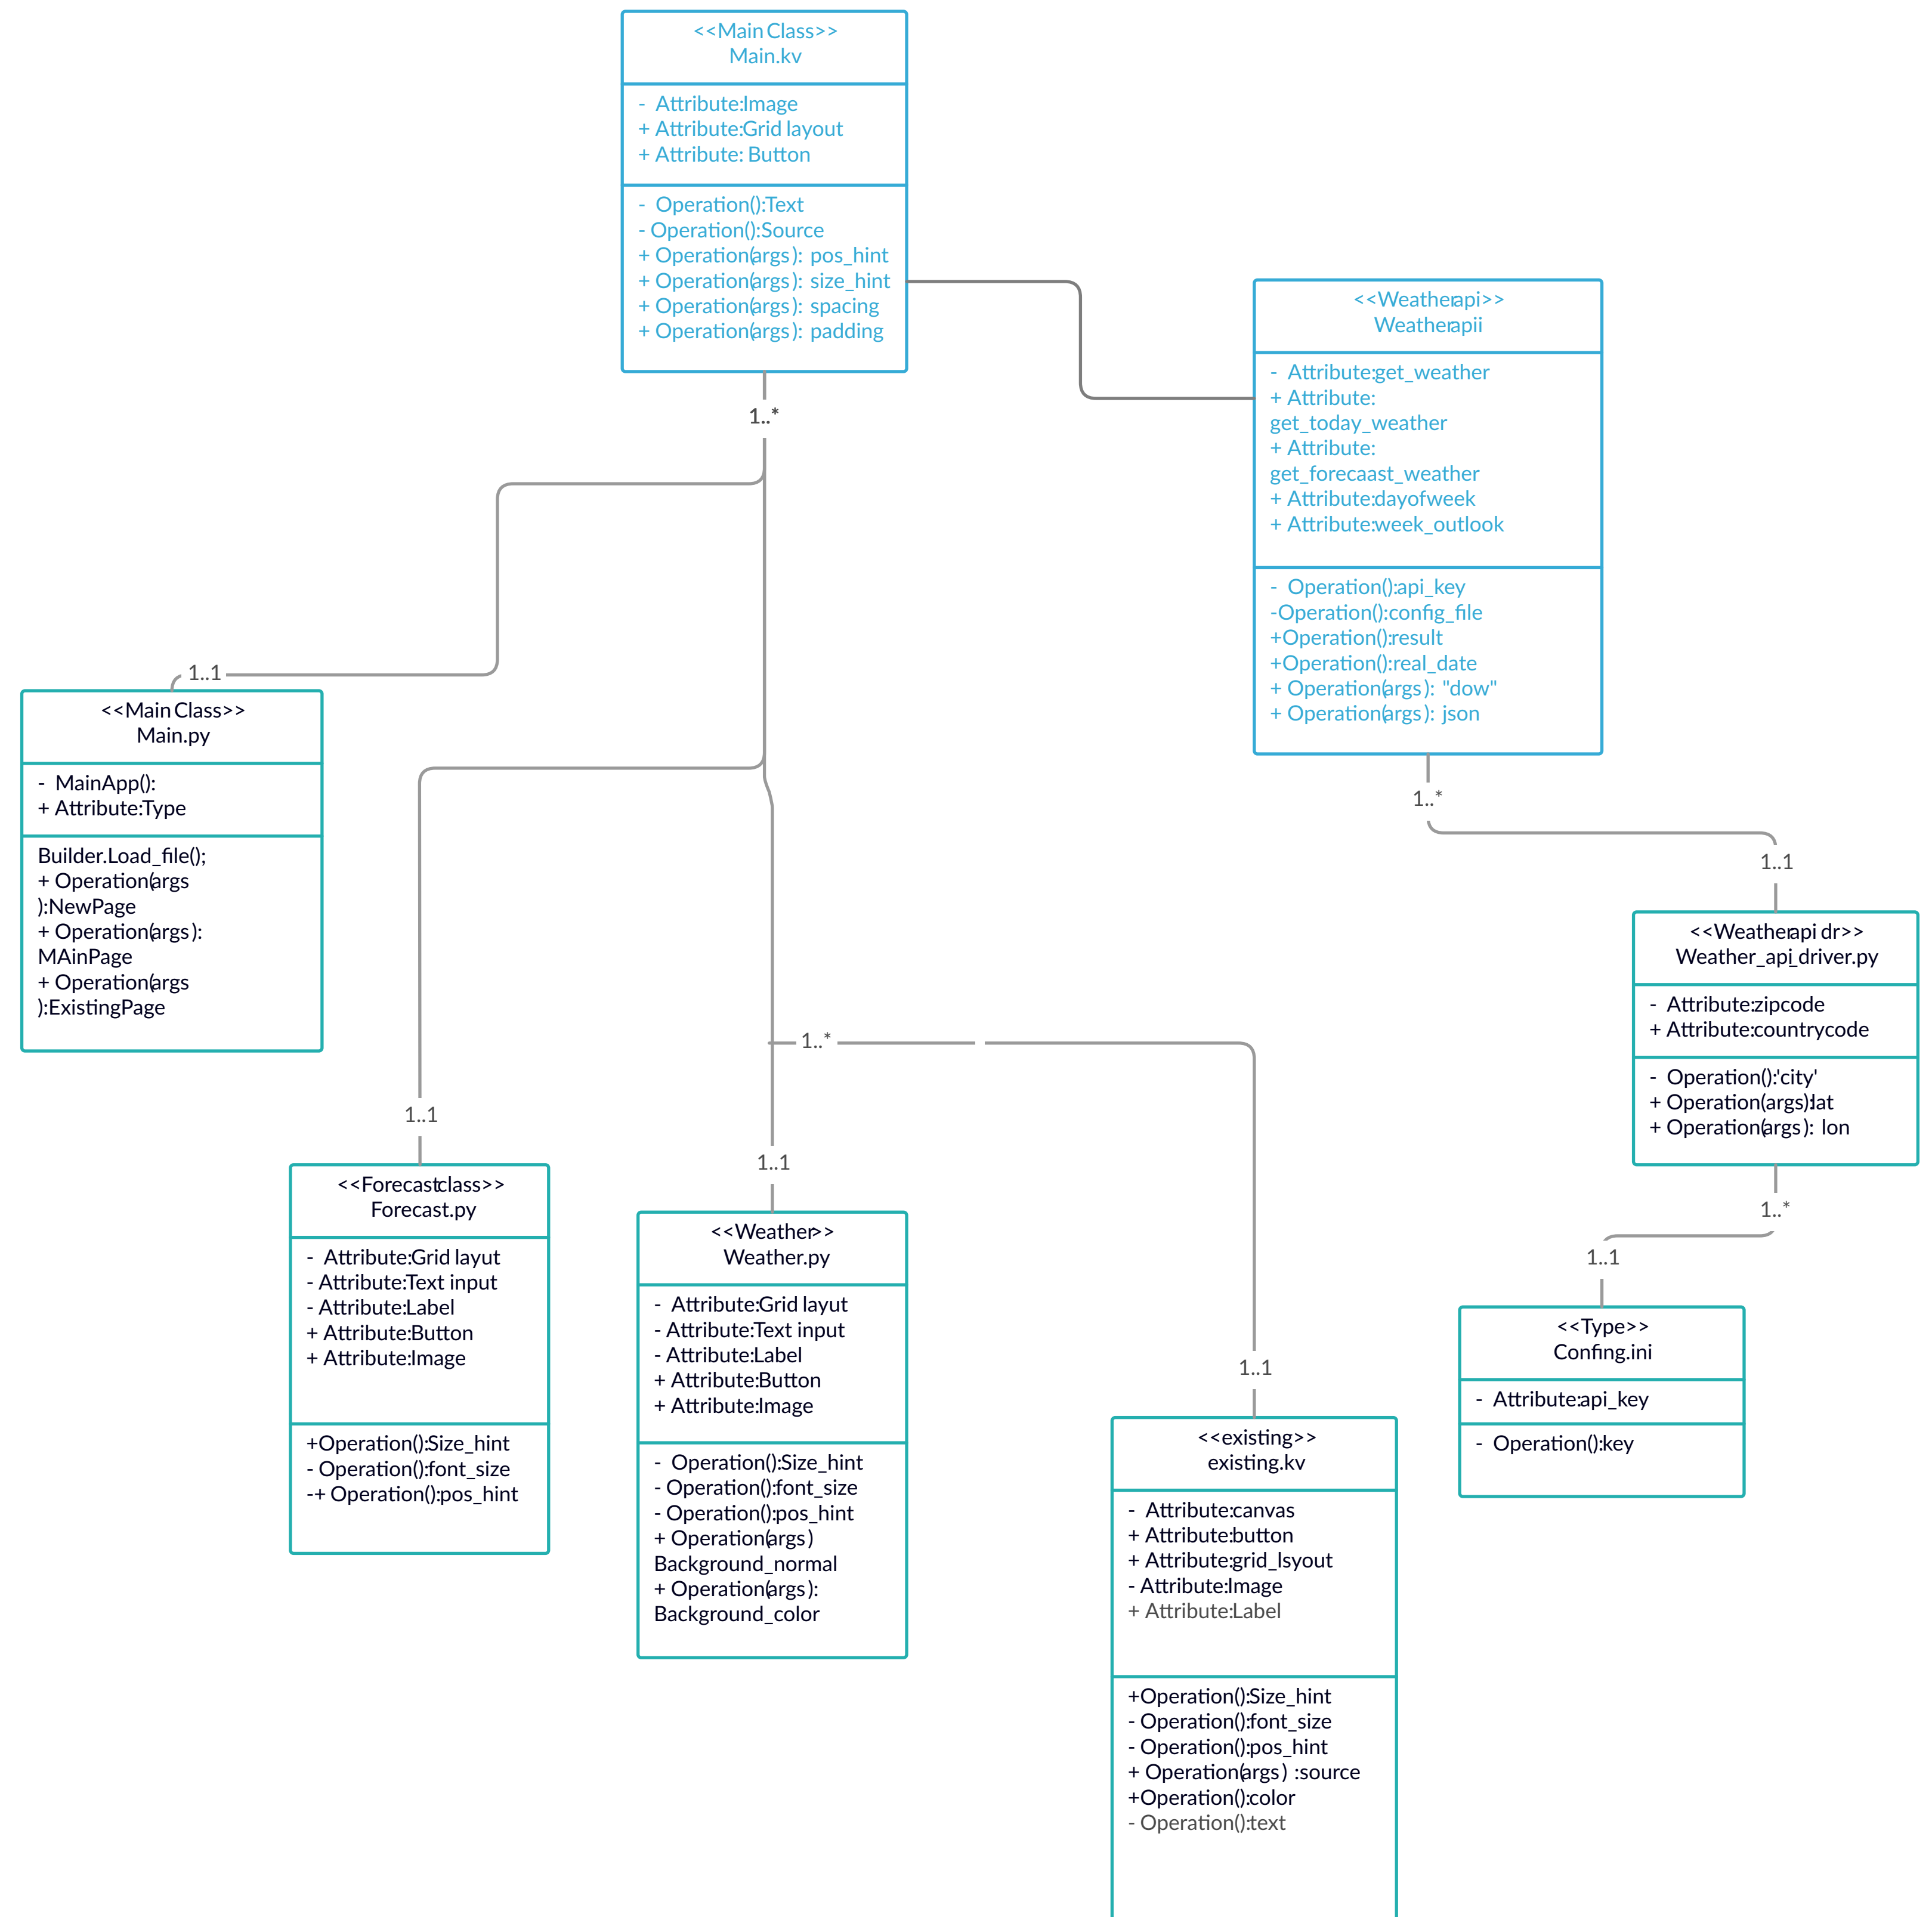 <<Main Class>>
Main.kv
- Attribute:Image
+ Attribute:Grid layout
+ Attribute: Button
- Operation():Text
- Operation():Source
+ Operation(args): pos_hint
+ Operation(args): size_hint
+ Operation(args): spacing
+ Operation(args): padding
1..*
<<Weatherapi>>
Weatherapii
- Attribute:get_weather
+ Attribute:
get_today_weather
+ Attribute:
get_forecaast_weather
+ Attribute:dayofweek
+ Attribute:week_outlook
- Operation():api_key
-Operation():config_file
+Operation():result
+Operation():real_date
+ Operation(args): "dow"
+ Operation(args): json
1..*
1..1
1..1
<<Main Class>>
Main.py
- MainApp():
+ Attribute:Type
Builder.Load_file();
+ Operation(args
):NewPage
+ Operation(args):
MAinPage
+ Operation(args
):ExistingPage
<<Weatherapi dr>>
Weather_api_driver.py
- Attribute:zipcode
+ Attribute:countrycode
- Operation():'city'
+ Operation(args):lat
+ Operation(args): lon
1..*
1..1
1..*
1..1
1..1
<<Forecastclass>>
Forecast.py
- Attribute:Grid layut
- Attribute:Text input
- Attribute:Label
+ Attribute:Button
+ Attribute:Image
+Operation():Size_hint
- Operation():font_size
-+ Operation():pos_hint
<<Weather>>
Weather.py
- Attribute:Grid layut
- Attribute:Text input
- Attribute:Label
+ Attribute:Button
+ Attribute:Image
- Operation():Size_hint
- Operation():font_size
- Operation():pos_hint
+ Operation(args)
Background_normal
+ Operation(args):
Background_color
1..1
<<existing>>
existing.kv
- Attribute:canvas
+ Attribute:button
+ Attribute:grid_lsyout
- Attribute:Image
+ Attribute:Label
+Operation():Size_hint
- Operation():font_size
- Operation():pos_hint
+ Operation(args) :source
+Operation():color
- Operation():text
<<Type>>
Confing.ini
- Attribute:api_key
- Operation():key